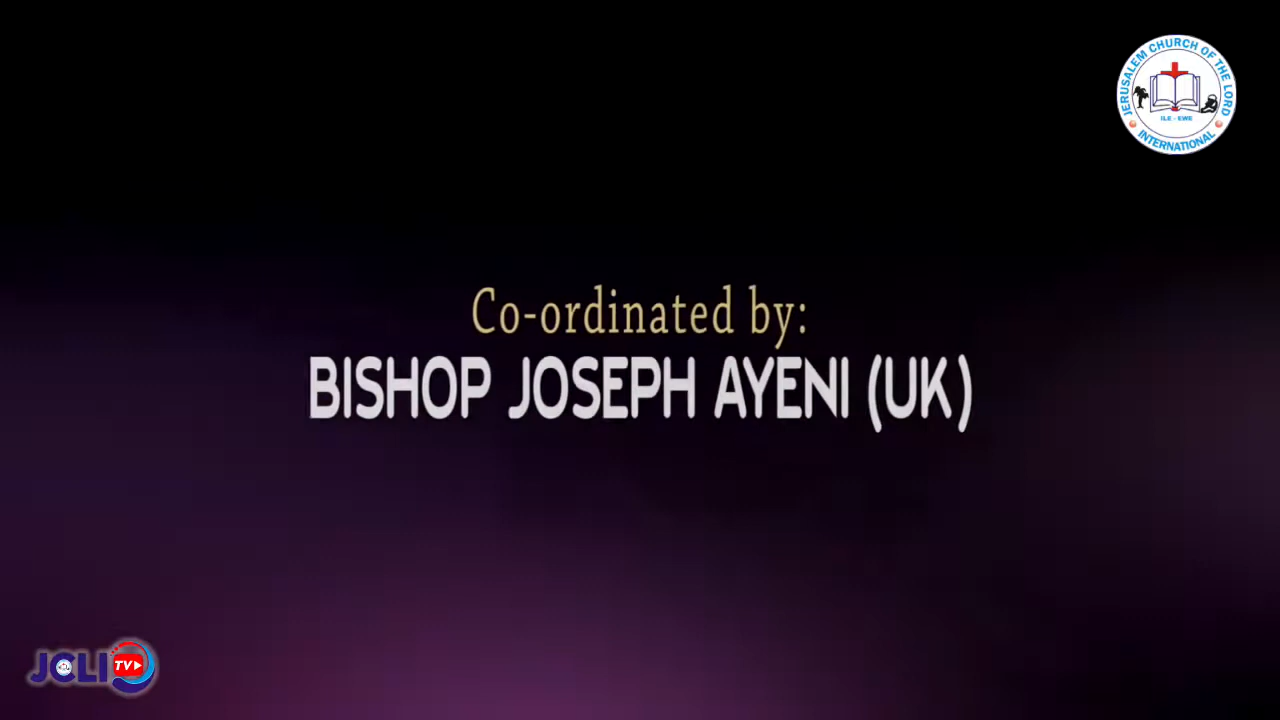 JERUSALEM CHURCH OF THE LORD
ILE - EWE
INTERNATIONAL
Co-ordinated by:
BISHOP JOSEPH AYENI (UK)
JCLI TV